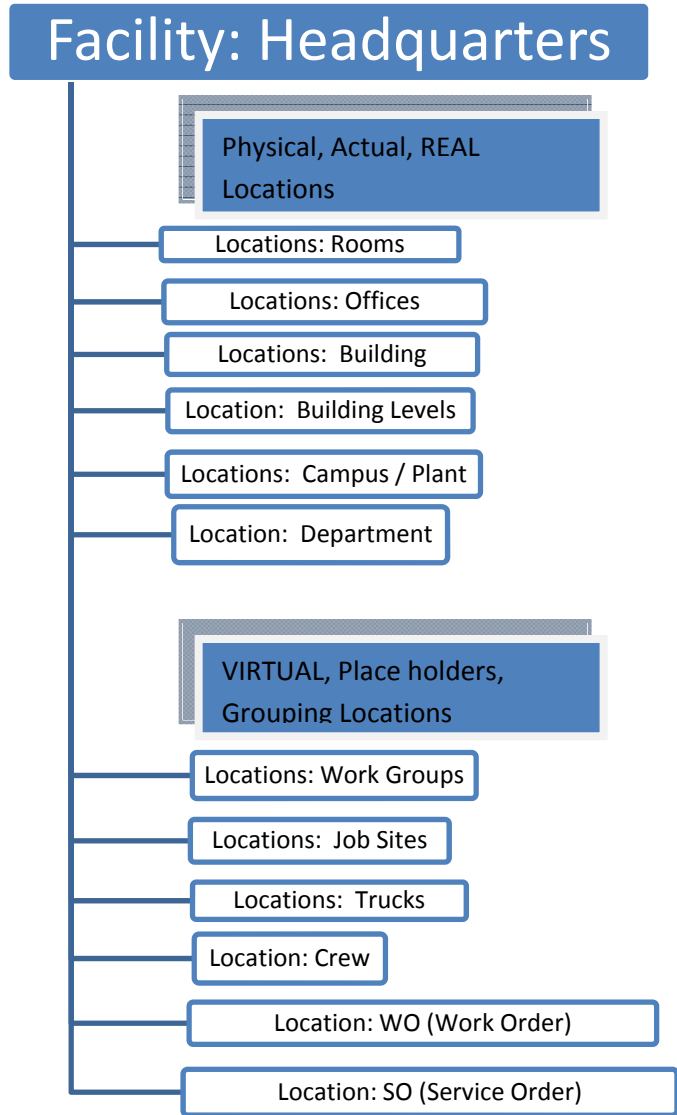 Facility: Headquarters
Physical, Actual, REAL
Locations
Locations: Rooms
Locations: Offices
Locations:  Building
Location:  Building Levels
Locations:  Campus / Plant
Location:  Department
VIRTUAL, Place holders,
Grouping Locations
Locations: Work Groups
Locations:  Job Sites
Locations:  Trucks
Location: Crew
Location: WO (Work Order)
Location: SO (Service Order)